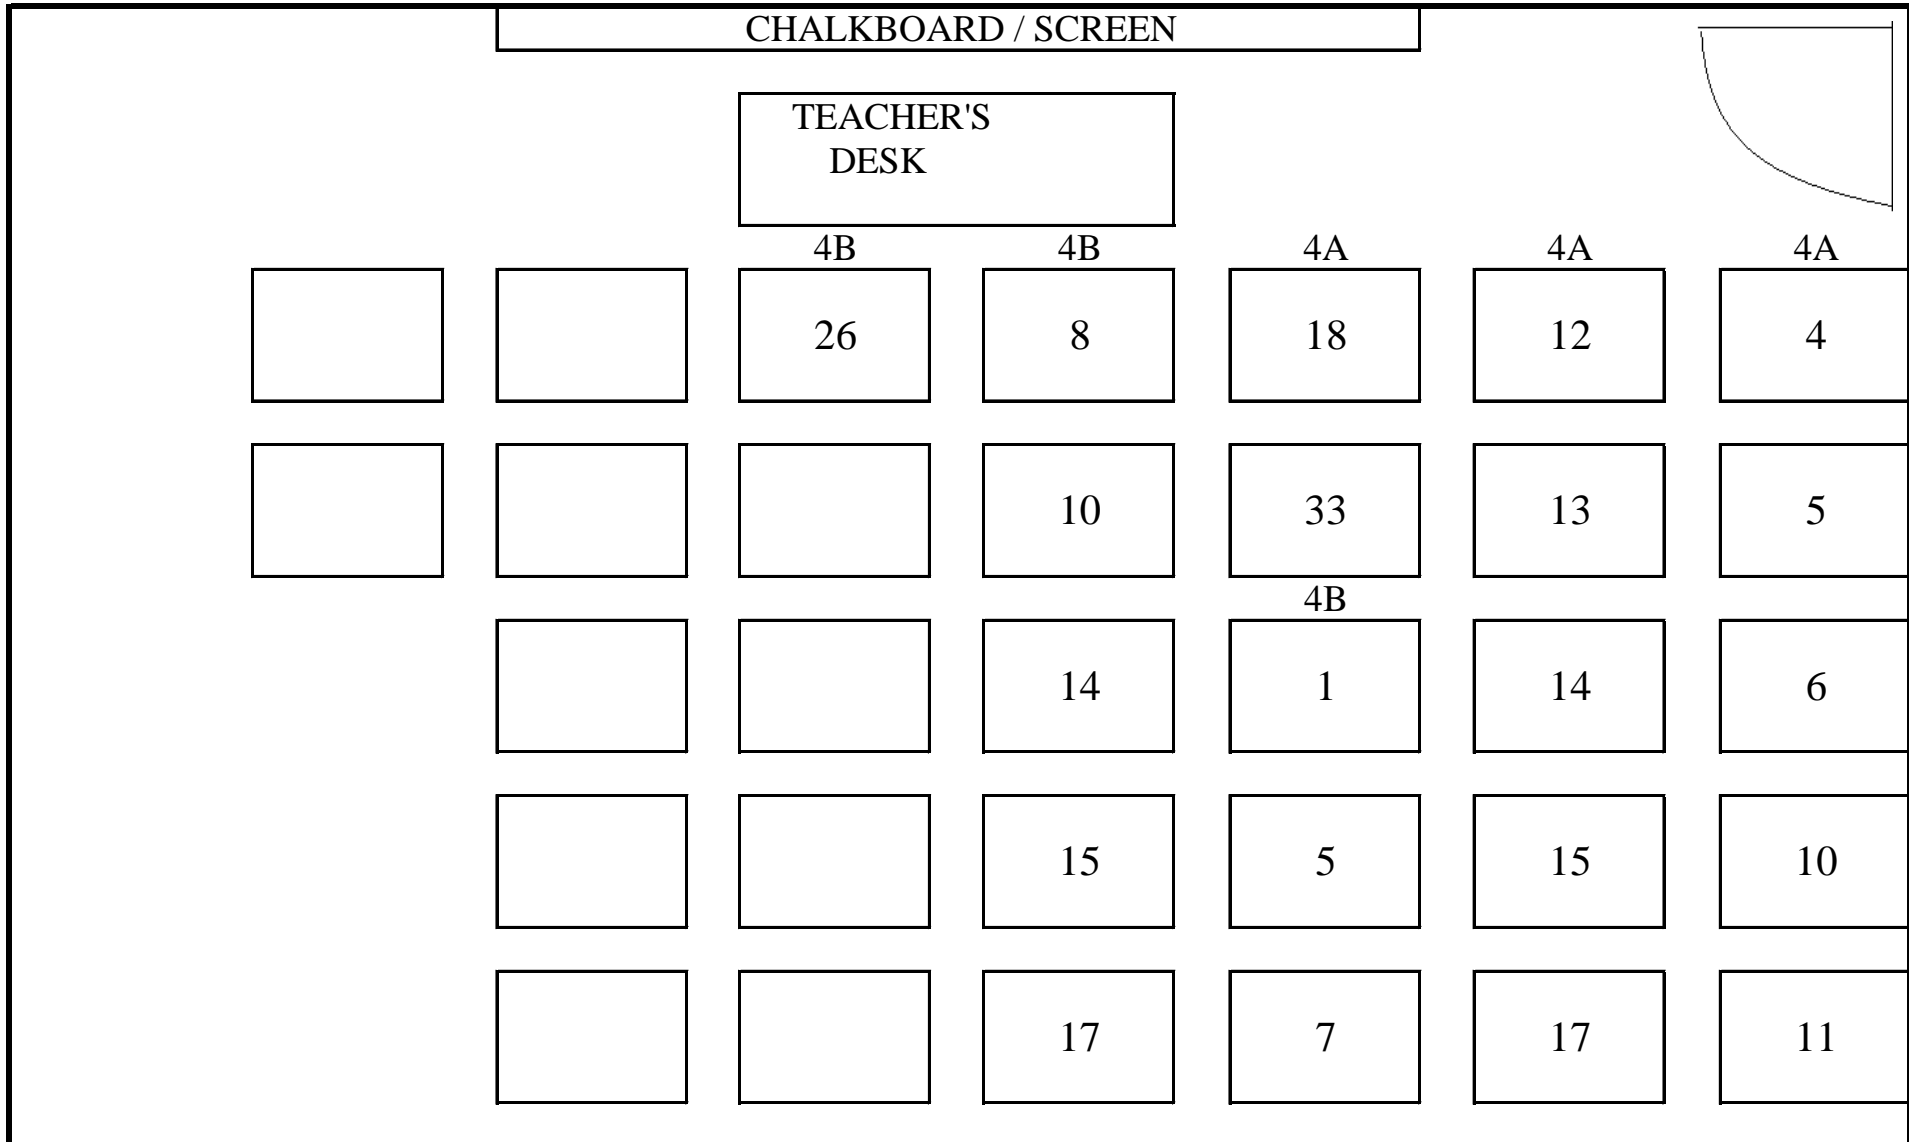 CHALKBOARD / SCREEN
TEACHER'S
DESK
4B 4B 4A 4A 4A
26 8 18 12 4
10 33 13 5
4B
14 1 14 6
15 5 15 10
17 7 17 11